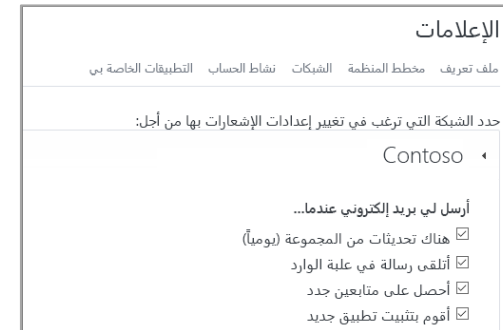 الإعلامات
ملف تعريف مخطط المنظمة الشبكات نشاط الحساب التطبيقات الخاصة بي
حدد الشبكة التي ترغب في تغيير إعدادات الإشعارات بها من أجل:
Contoso
أرسل لي بريد إلكتروني عندما...
هناك تحديثات من المجموعة (يومياً)
أتلقى رسالة في علبة الوارد
أحصل على متابعين جدد
أقوم بتثبيت تطبيق جديد